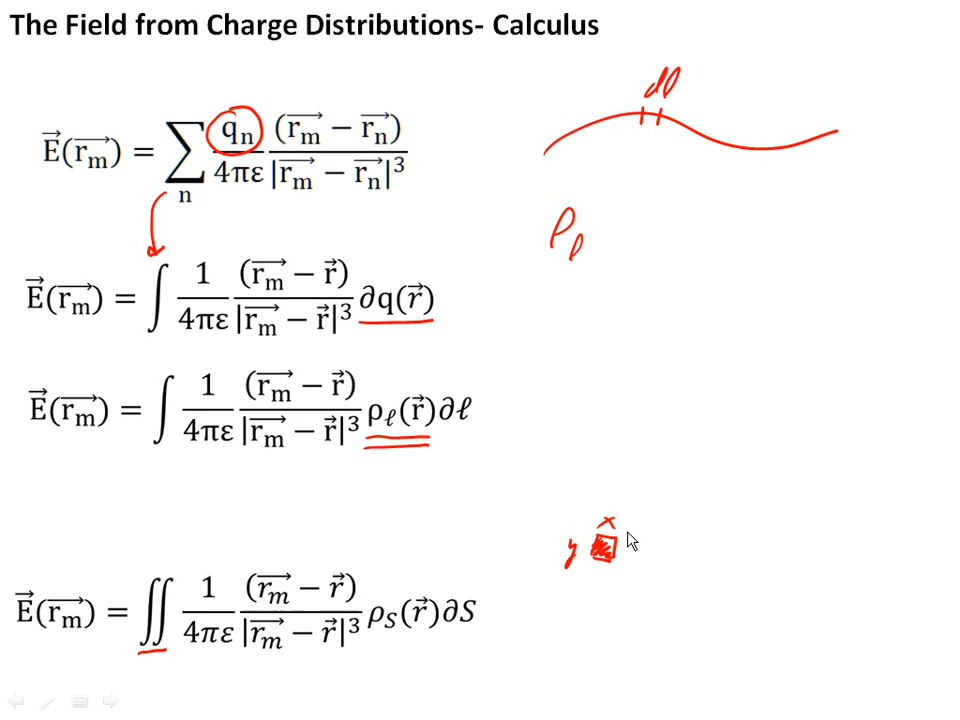 The Field from Charge Distributions- Calculus
dl
E⃗(r⃗ₘ) = ∑ₙ qₙ/4πε (r⃗ₘ − r⃗ₙ)/|r⃗ₘ − r⃗ₙ|³
ρℓ
E⃗(r⃗ₘ) = ∫ 1/4πε (r⃗ₘ − r⃗)/|r⃗ₘ − r⃗|³ ∂q(r⃗)
E⃗(r⃗ₘ) = ∫ 1/4πε (r⃗ₘ − r⃗)/|r⃗ₘ − r⃗|³ ρℓ(r⃗)∂ℓ
x
y
E⃗(r⃗ₘ) = ∬ 1/4πε (r⃗ₘ − r⃗)/|r⃗ₘ − r⃗|³ ρS(r⃗)∂S